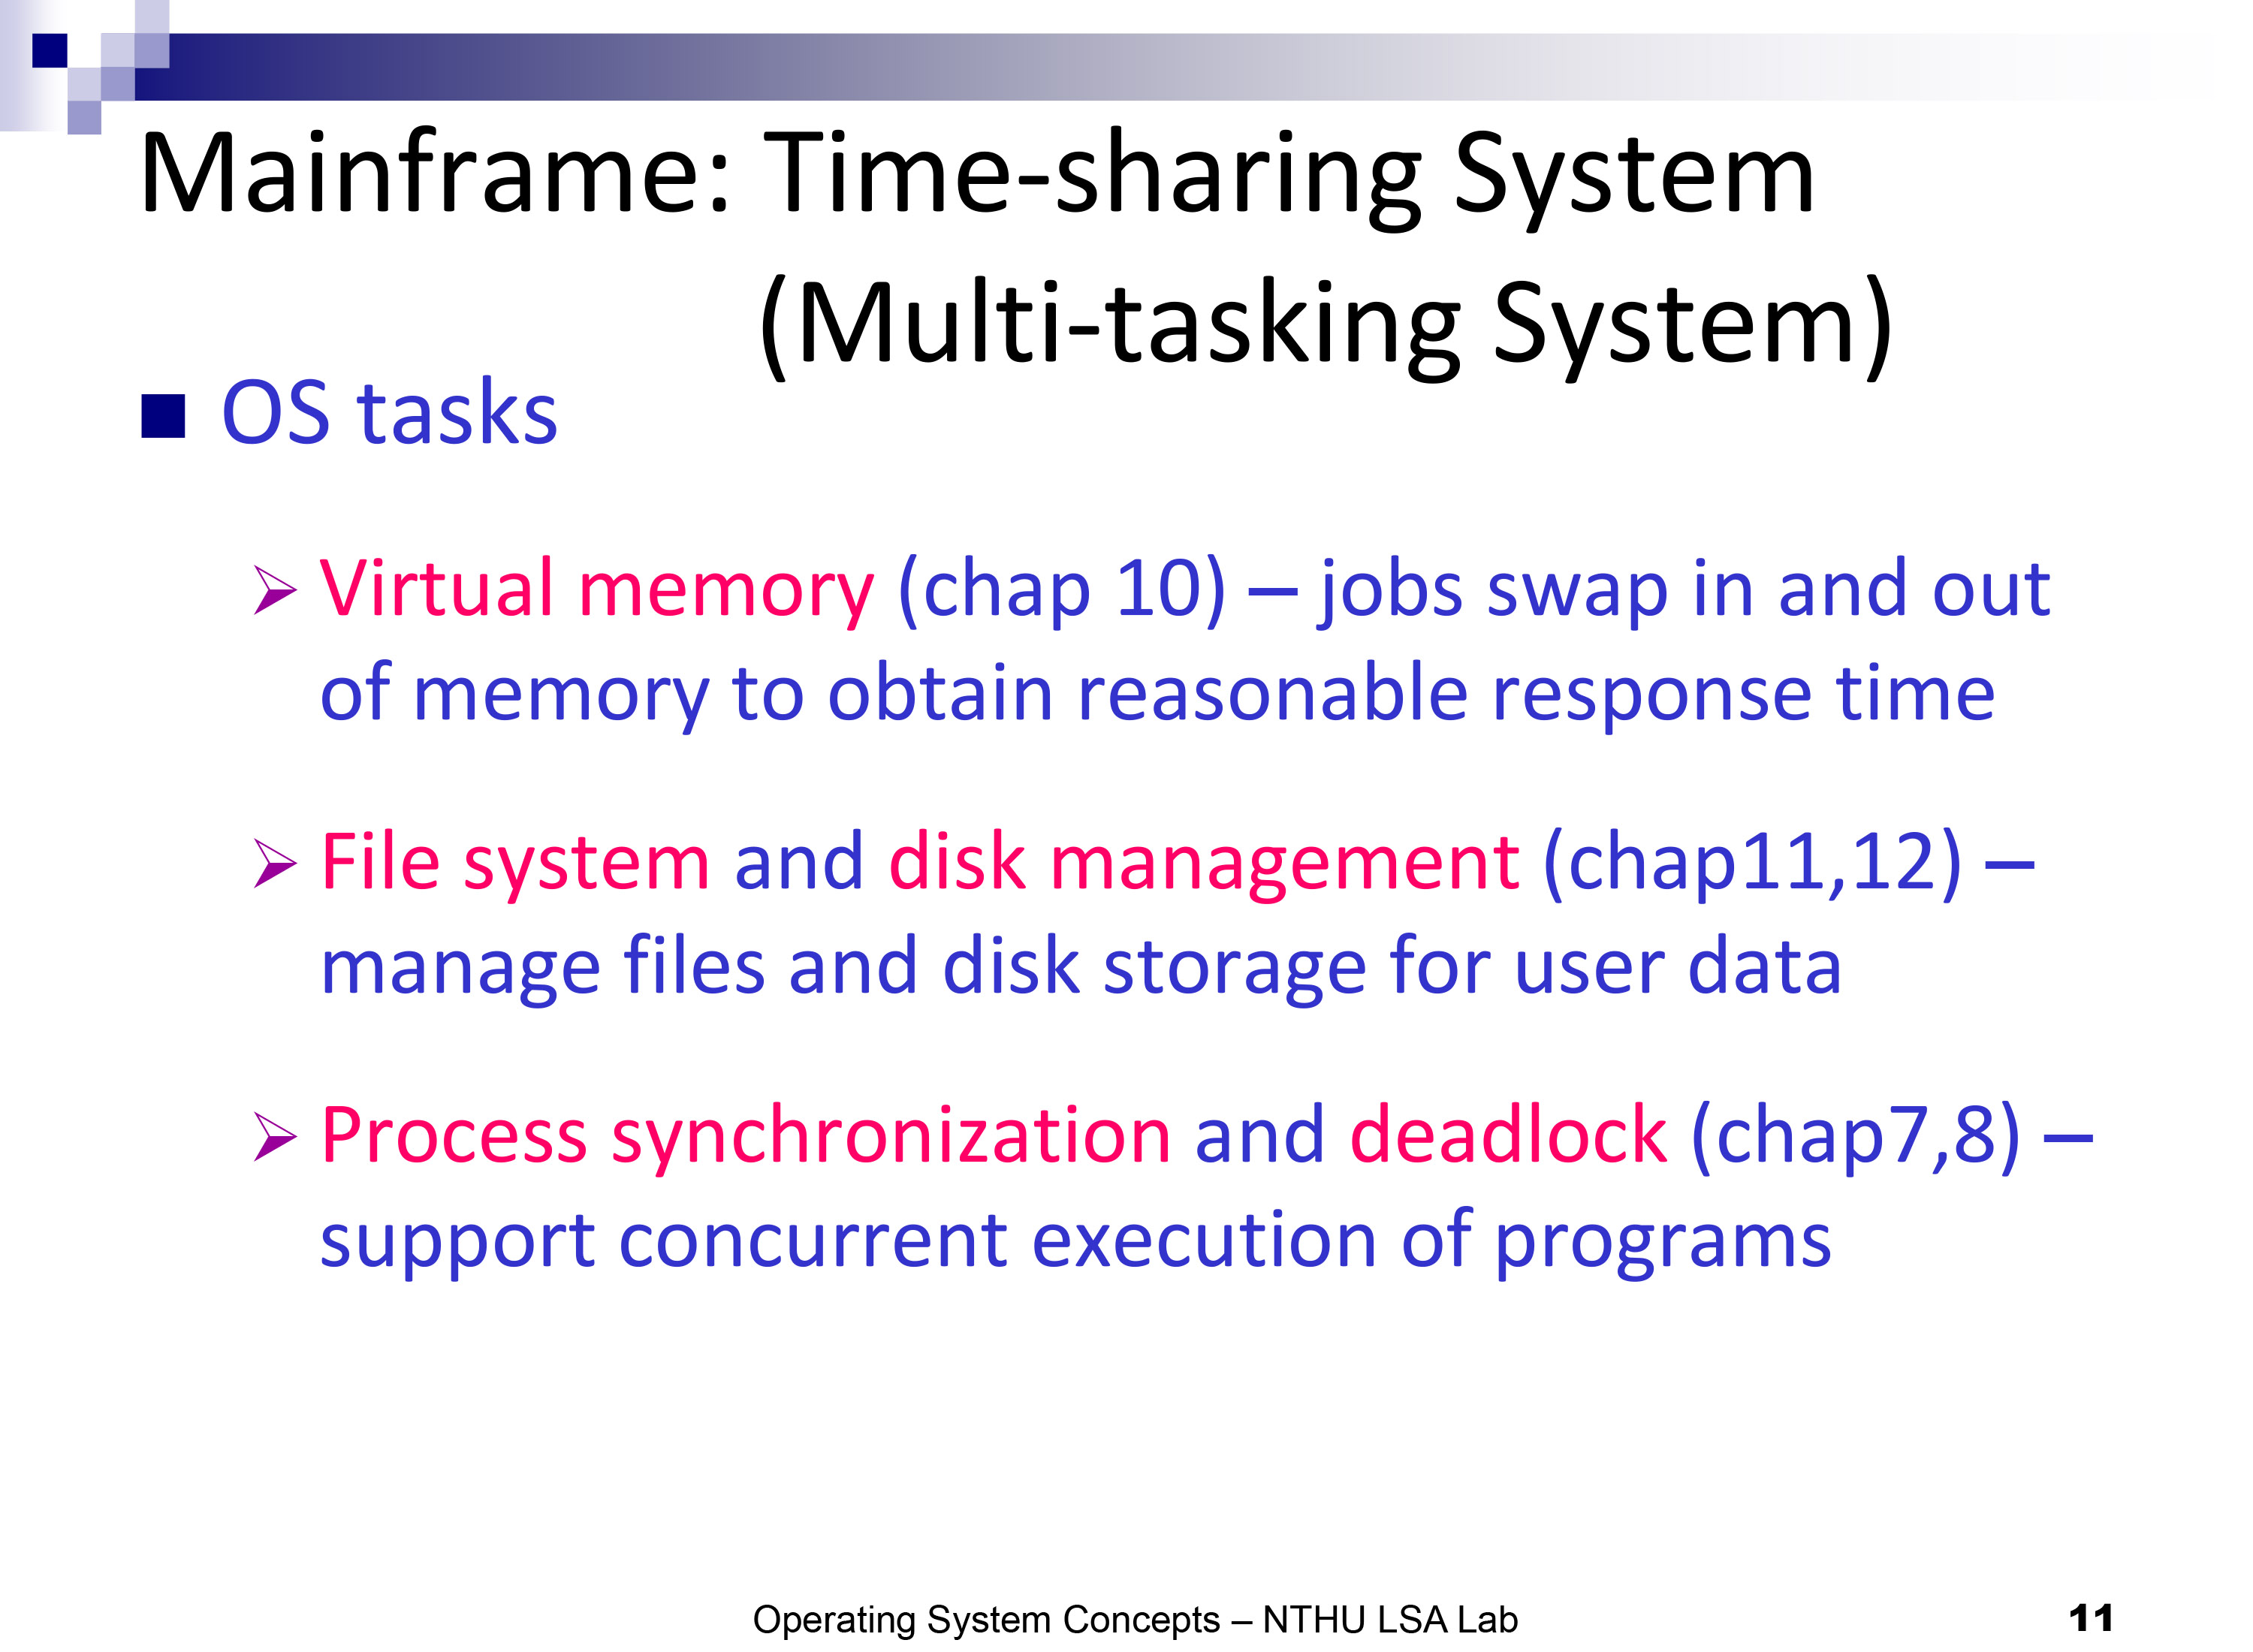 Mainframe: Time-sharing System
(Multi-tasking System)
OS tasks
Virtual memory (chap 10) — jobs swap in and out
of memory to obtain reasonable response time
File system and disk management (chap11,12) —
manage files and disk storage for user data
Process synchronization and deadlock (chap7,8) —
support concurrent execution of programs
Operating System Concepts – NTHU LSA Lab
11